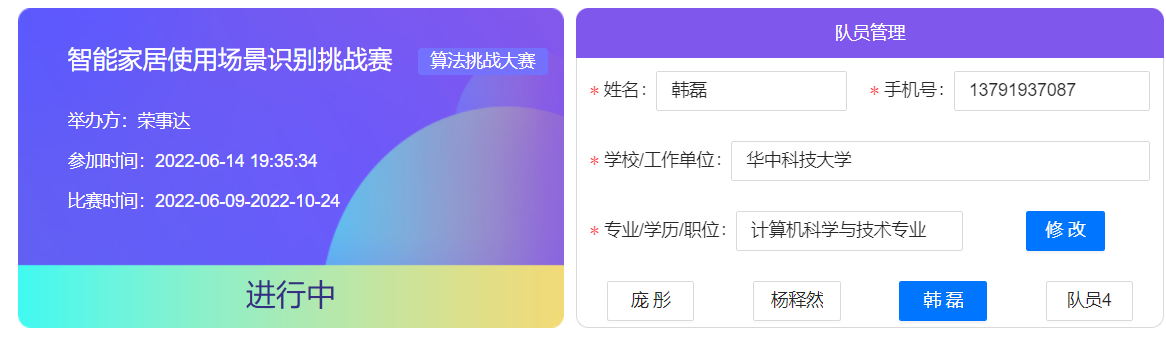 智能家居使用场景识别挑战赛 算法挑战大赛
举办方：荣事达
参加时间：2022-06-14 19:35:34
比赛时间：2022-06-09-2022-10-24
进行中
队员管理
* 姓名： 韩磊 * 手机号： 13791937087
* 学校/工作单位： 华中科技大学
* 专业/学历/职位： 计算机科学与技术专业 修改
庞彤 杨释然 韩磊 队员4